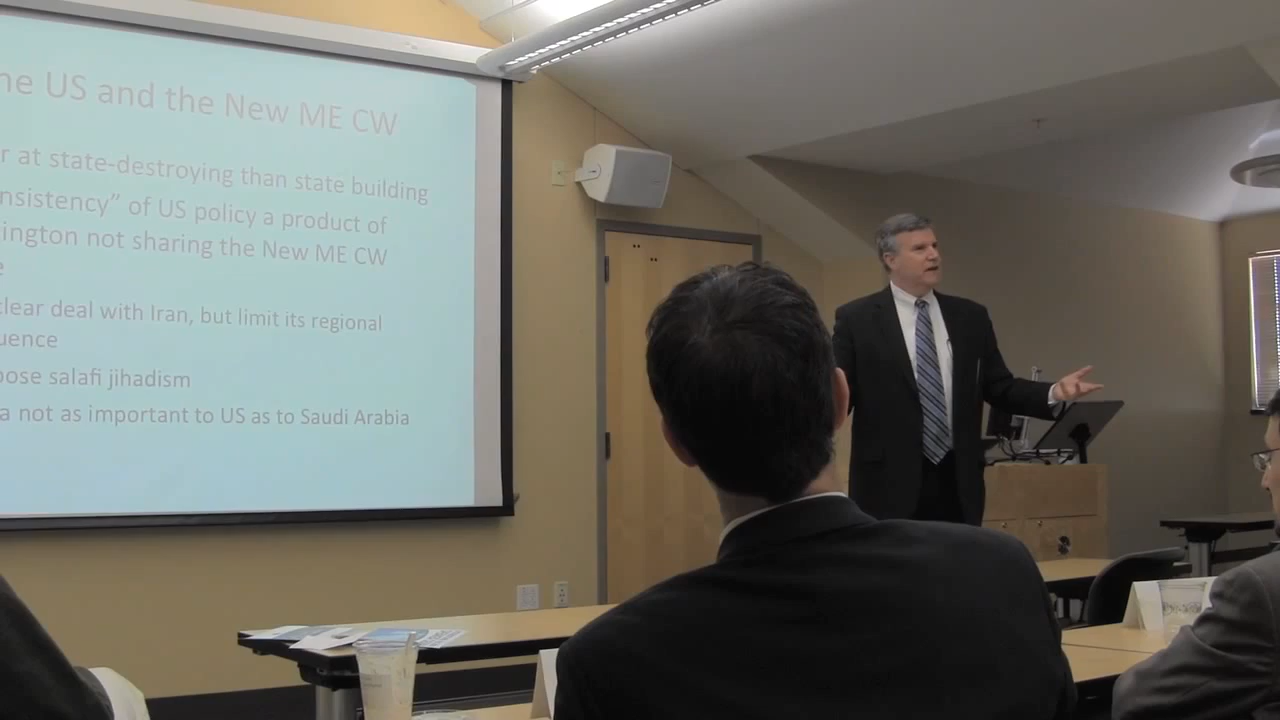 he US and the New ME CW
r at state-destroying than state building
nsistency” of US policy a product of
ington not sharing the New ME CW
e
clear deal with Iran, but limit its regional
uence
pose salafi jihadism
a not as important to US as to Saudi Arabia